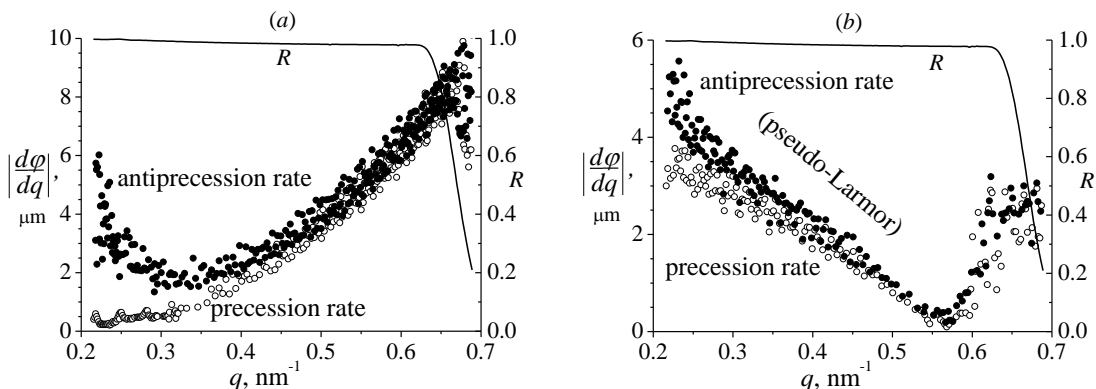 (a)
10
8
6
4
2
0
|dφ/dq|,
μm
R
antiprecession rate
precession rate
1.0
0.8
0.6
0.4
0.2
0.0
R
0.2 0.3 0.4 0.5 0.6 0.7
q, nm⁻¹
(b)
6
4
2
0
|dφ/dq|,
μm
R
antiprecession rate
(pseudo-Larmor)
precession rate
1.0
0.8
0.6
0.4
0.2
0.0
R
0.2 0.3 0.4 0.5 0.6 0.7
q, nm⁻¹